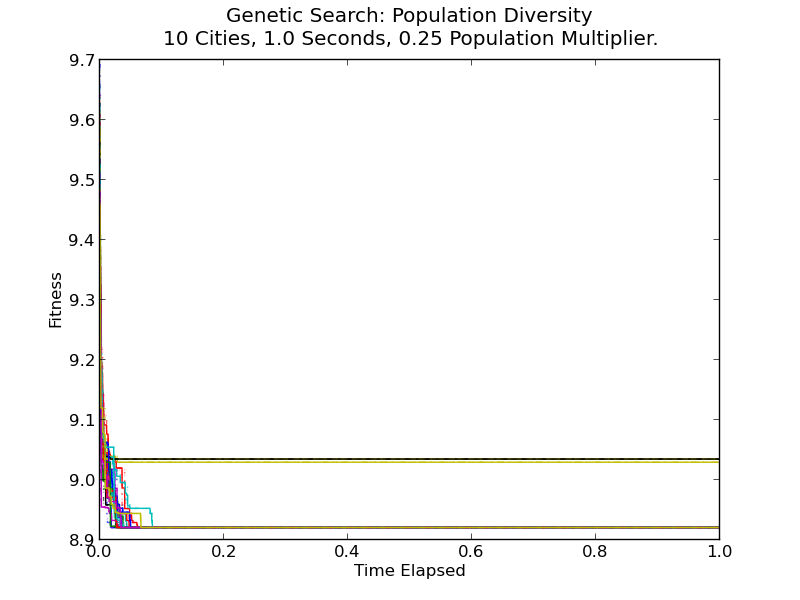 Genetic Search: Population Diversity
10 Cities, 1.0 Seconds, 0.25 Population Multiplier.
9.7
9.6
9.5
9.4
9.3
9.2
9.1
9.0
8.9
Fitness
0.0 0.2 0.4 0.6 0.8 1.0
Time Elapsed